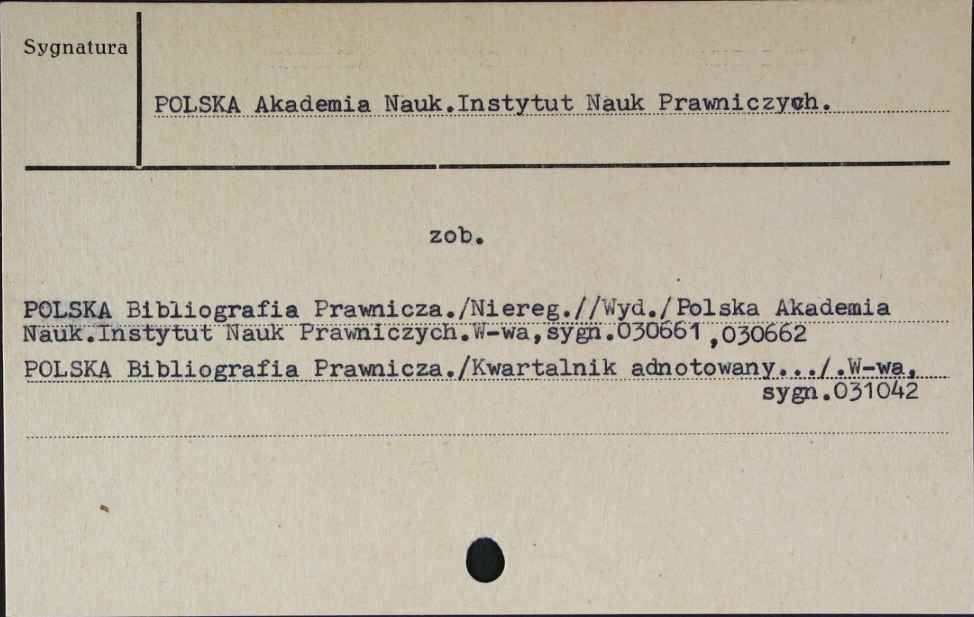 Sygnatura
POLSKA Akademia Nauk.Instytut Nauk Prawniczych.
zob.
POLSKA Bibliografia Prawnicza./Niereg.//Wyd./Polska Akademia
Nauk.Instytut Nauk Prawniczych.W-wa,sygn.030661,030662
POLSKA Bibliografia Prawnicza./Kwartalnik adnotowany.../.W-wa,
sygn.031042